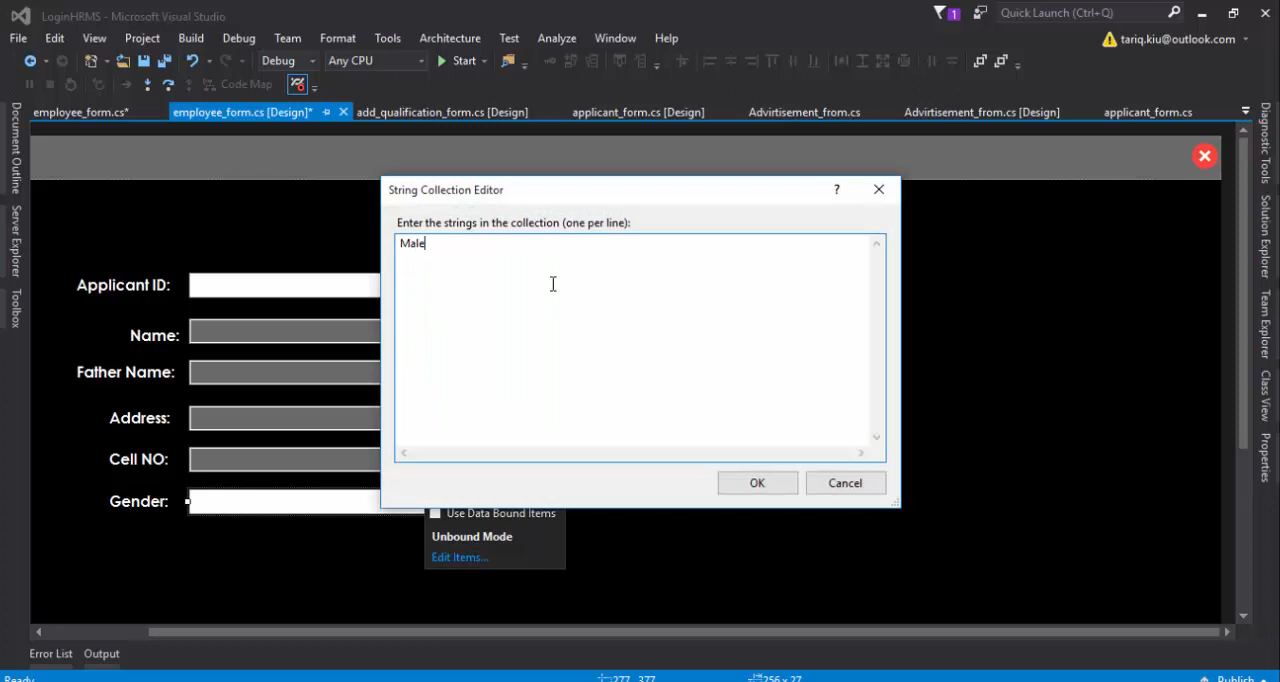 LoginHRMS - Microsoft Visual Studio
1
Quick Launch (Ctrl+Q)
File Edit View Project Build Debug Team Format Tools Architecture Test Analyze Window Help
tariq.kiu@outlook.com
Debug Any CPU Start
Code Map
employee_form.cs* employee_form.cs [Design]* add_qualification_form.cs [Design] applicant_form.cs [Design] Advirtisement_from.cs Advirtisement_from.cs [Design] applicant_form.cs
Document Outline
Server Explorer
Toolbox
String Collection Editor
?
Enter the strings in the collection (one per line):
Male
OK Cancel
Applicant ID:
Name:
Father Name:
Address:
Cell NO:
Gender:
Use Data Bound Items
Unbound Mode
Edit Items...
Diagnostic Tools
Solution Explorer
Team Explorer
Class View
Properties
Error List Output
Ready
277, 377
256 x 27
Publish